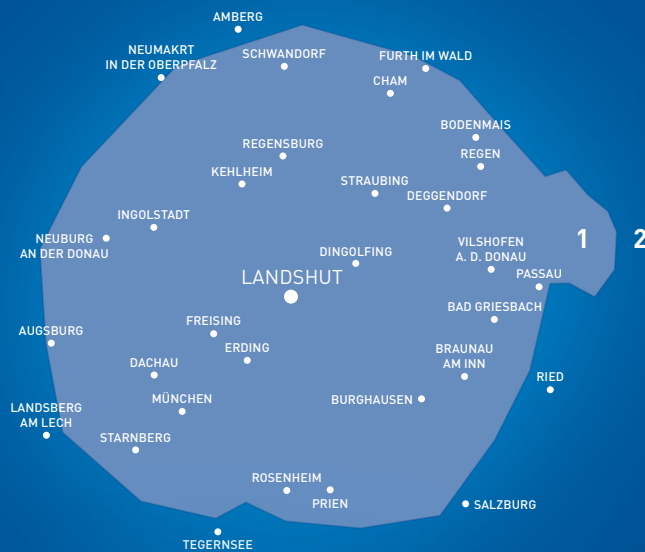 AMBERG
NEUMAKRT
IN DER OBERPFALZ
SCHWANDORF
FURTH IM WALD
CHAM
BODENMAIS
REGENSBURG
REGEN
KEHLHEIM
STRAUBING
DEGGENDORF
INGOLSTADT
NEUBURG
AN DER DONAU
DINGOLFING
VILSHOFEN
A. D. DONAU
1
2
PASSAU
LANDSHUT
BAD GRIESBACH
FREISING
AUGSBURG
ERDING
BRAUNAU
AM INN
DACHAU
RIED
MÜNCHEN
BURGHAUSEN
LANDSBERG
AM LECH
STARNBERG
ROSENHEIM
PRIEN
SALZBURG
TEGERNSEE